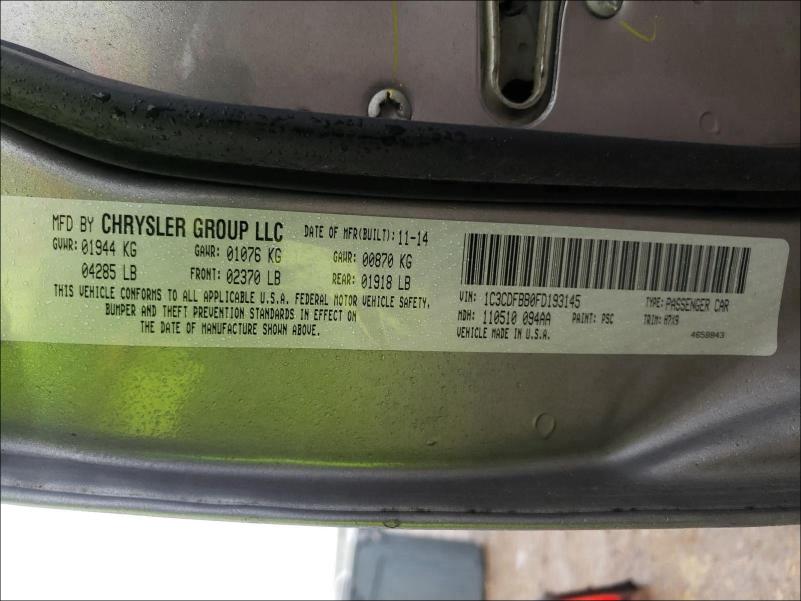 MFD BY CHRYSLER GROUP LLC DATE OF MFR(BUILT): 11-14
GVWR: 01944 KG GAWR: 01076 KG GAWR: 00870 KG
04285 LB FRONT: 02370 LB REAR: 01918 LB
THIS VEHICLE CONFORMS TO ALL APPLICABLE U.S.A. FEDERAL MOTOR VEHICLE SAFETY,
BUMPER AND THEFT PREVENTION STANDARDS IN EFFECT ON
THE DATE OF MANUFACTURE SHOWN ABOVE.
VIN: 1C3CDFBB0FD193145 TYPE: PASSENGER CAR
MDH: 110510 094AA PAINT: PSC TRIM: H7X9
VEHICLE MADE IN U.S.A. 4658843